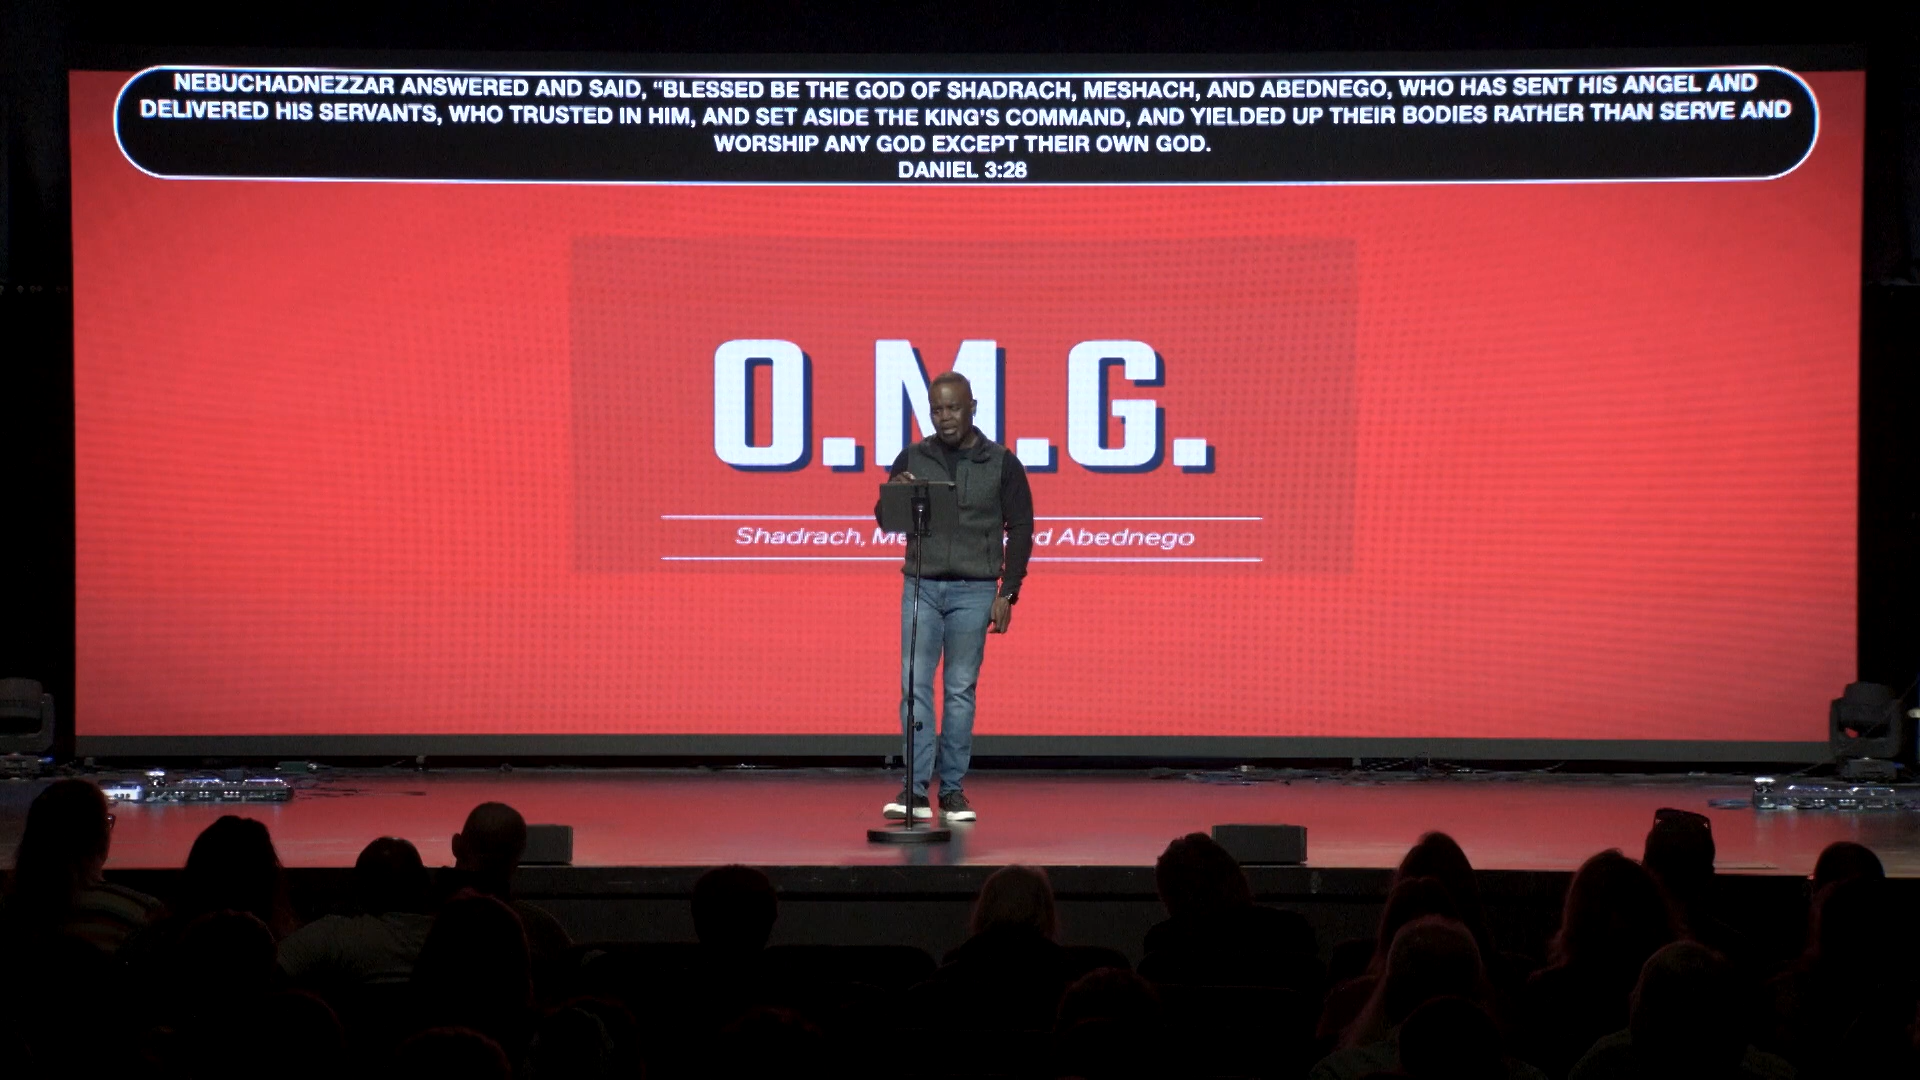 NEBUCHADNEZZAR ANSWERED AND SAID, “BLESSED BE THE GOD OF SHADRACH, MESHACH, AND ABEDNEGO, WHO HAS SENT HIS ANGEL AND
DELIVERED HIS SERVANTS, WHO TRUSTED IN HIM, AND SET ASIDE THE KING’S COMMAND, AND YIELDED UP THEIR BODIES RATHER THAN SERVE AND
WORSHIP ANY GOD EXCEPT THEIR OWN GOD.
DANIEL 3:28
O.M.G.
Shadrach, Abednego